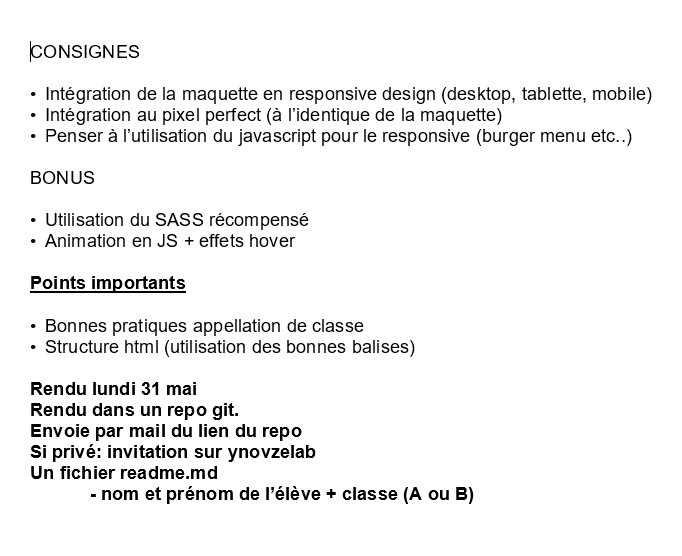 CONSIGNES
• Intégration de la maquette en responsive design (desktop, tablette, mobile)
• Intégration au pixel perfect (à l’identique de la maquette)
• Penser à l’utilisation du javascript pour le responsive (burger menu etc..)
BONUS
• Utilisation du SASS récompensé
• Animation en JS + effets hover
Points importants
• Bonnes pratiques appellation de classe
• Structure html (utilisation des bonnes balises)
Rendu lundi 31 mai
Rendu dans un repo git.
Envoie par mail du lien du repo
Si privé: invitation sur ynovzelab
Un fichier readme.md
- nom et prénom de l’élève + classe (A ou B)